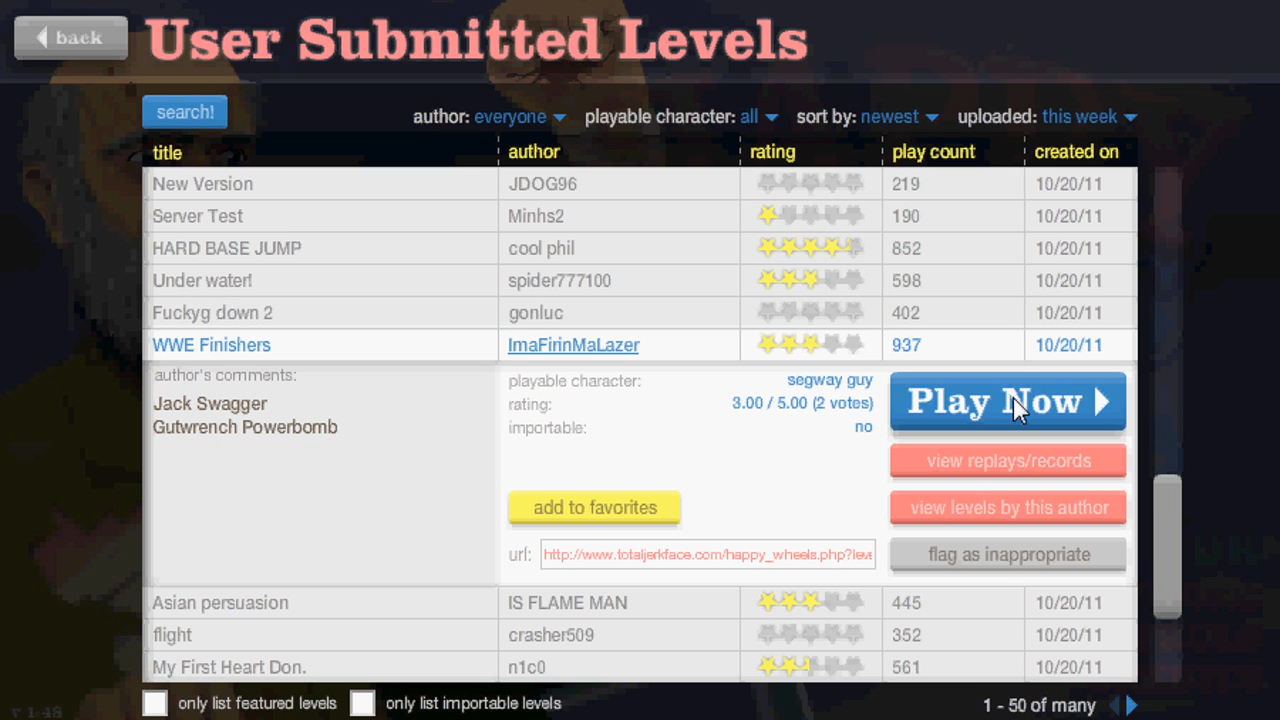 back
User Submitted Levels
search!
author: everyone playable character: all sort by: newest uploaded: this week
title author rating play count created on
New Version JDOG96 219 10/20/11
Server Test Minhs2 190 10/20/11
HARD BASE JUMP cool phil 852 10/20/11
Under water! spider777100 598 10/20/11
Fuckyg down 2 gonluc 402 10/20/11
WWE Finishers ImaFirinMaLazer 937 10/20/11
author's comments:
Jack Swagger
Gutwrench Powerbomb
playable character: segway guy
rating: 3.00 / 5.00 (2 votes)
importable: no
add to favorites
url: http://www.totaljerkface.com/happy_wheels.php?leve
Play Now
view replays/records
view levels by this author
flag as inappropriate
Asian persuasion IS FLAME MAN 445 10/20/11
flight crasher509 352 10/20/11
My First Heart Don. n1c0 561 10/20/11
only list featured levels only list importable levels
1 - 50 of many
v 1.48